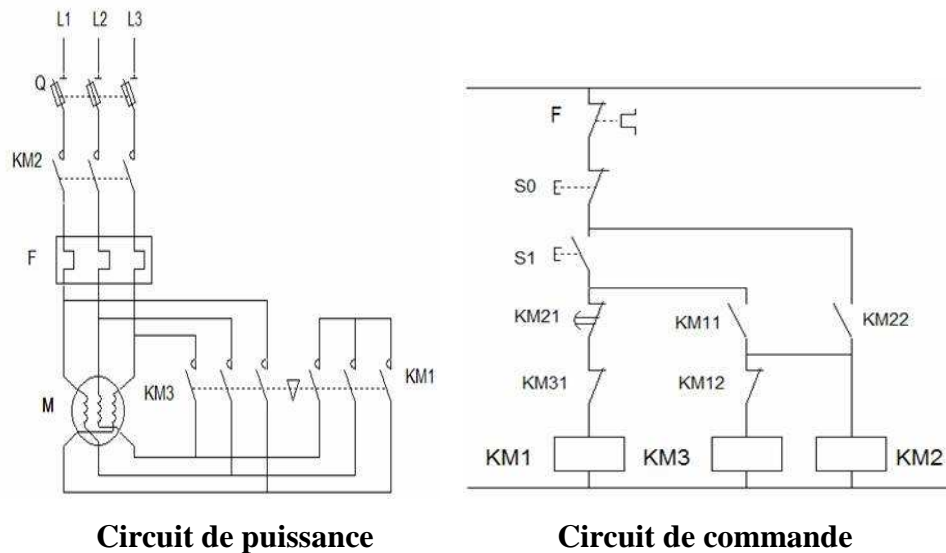 L1 L2 L3
Q
KM2
F
M
KM3
KM1
F
S0
S1
KM21
KM11
KM22
KM31
KM12
KM1
KM3
KM2
Circuit de puissance
Circuit de commande